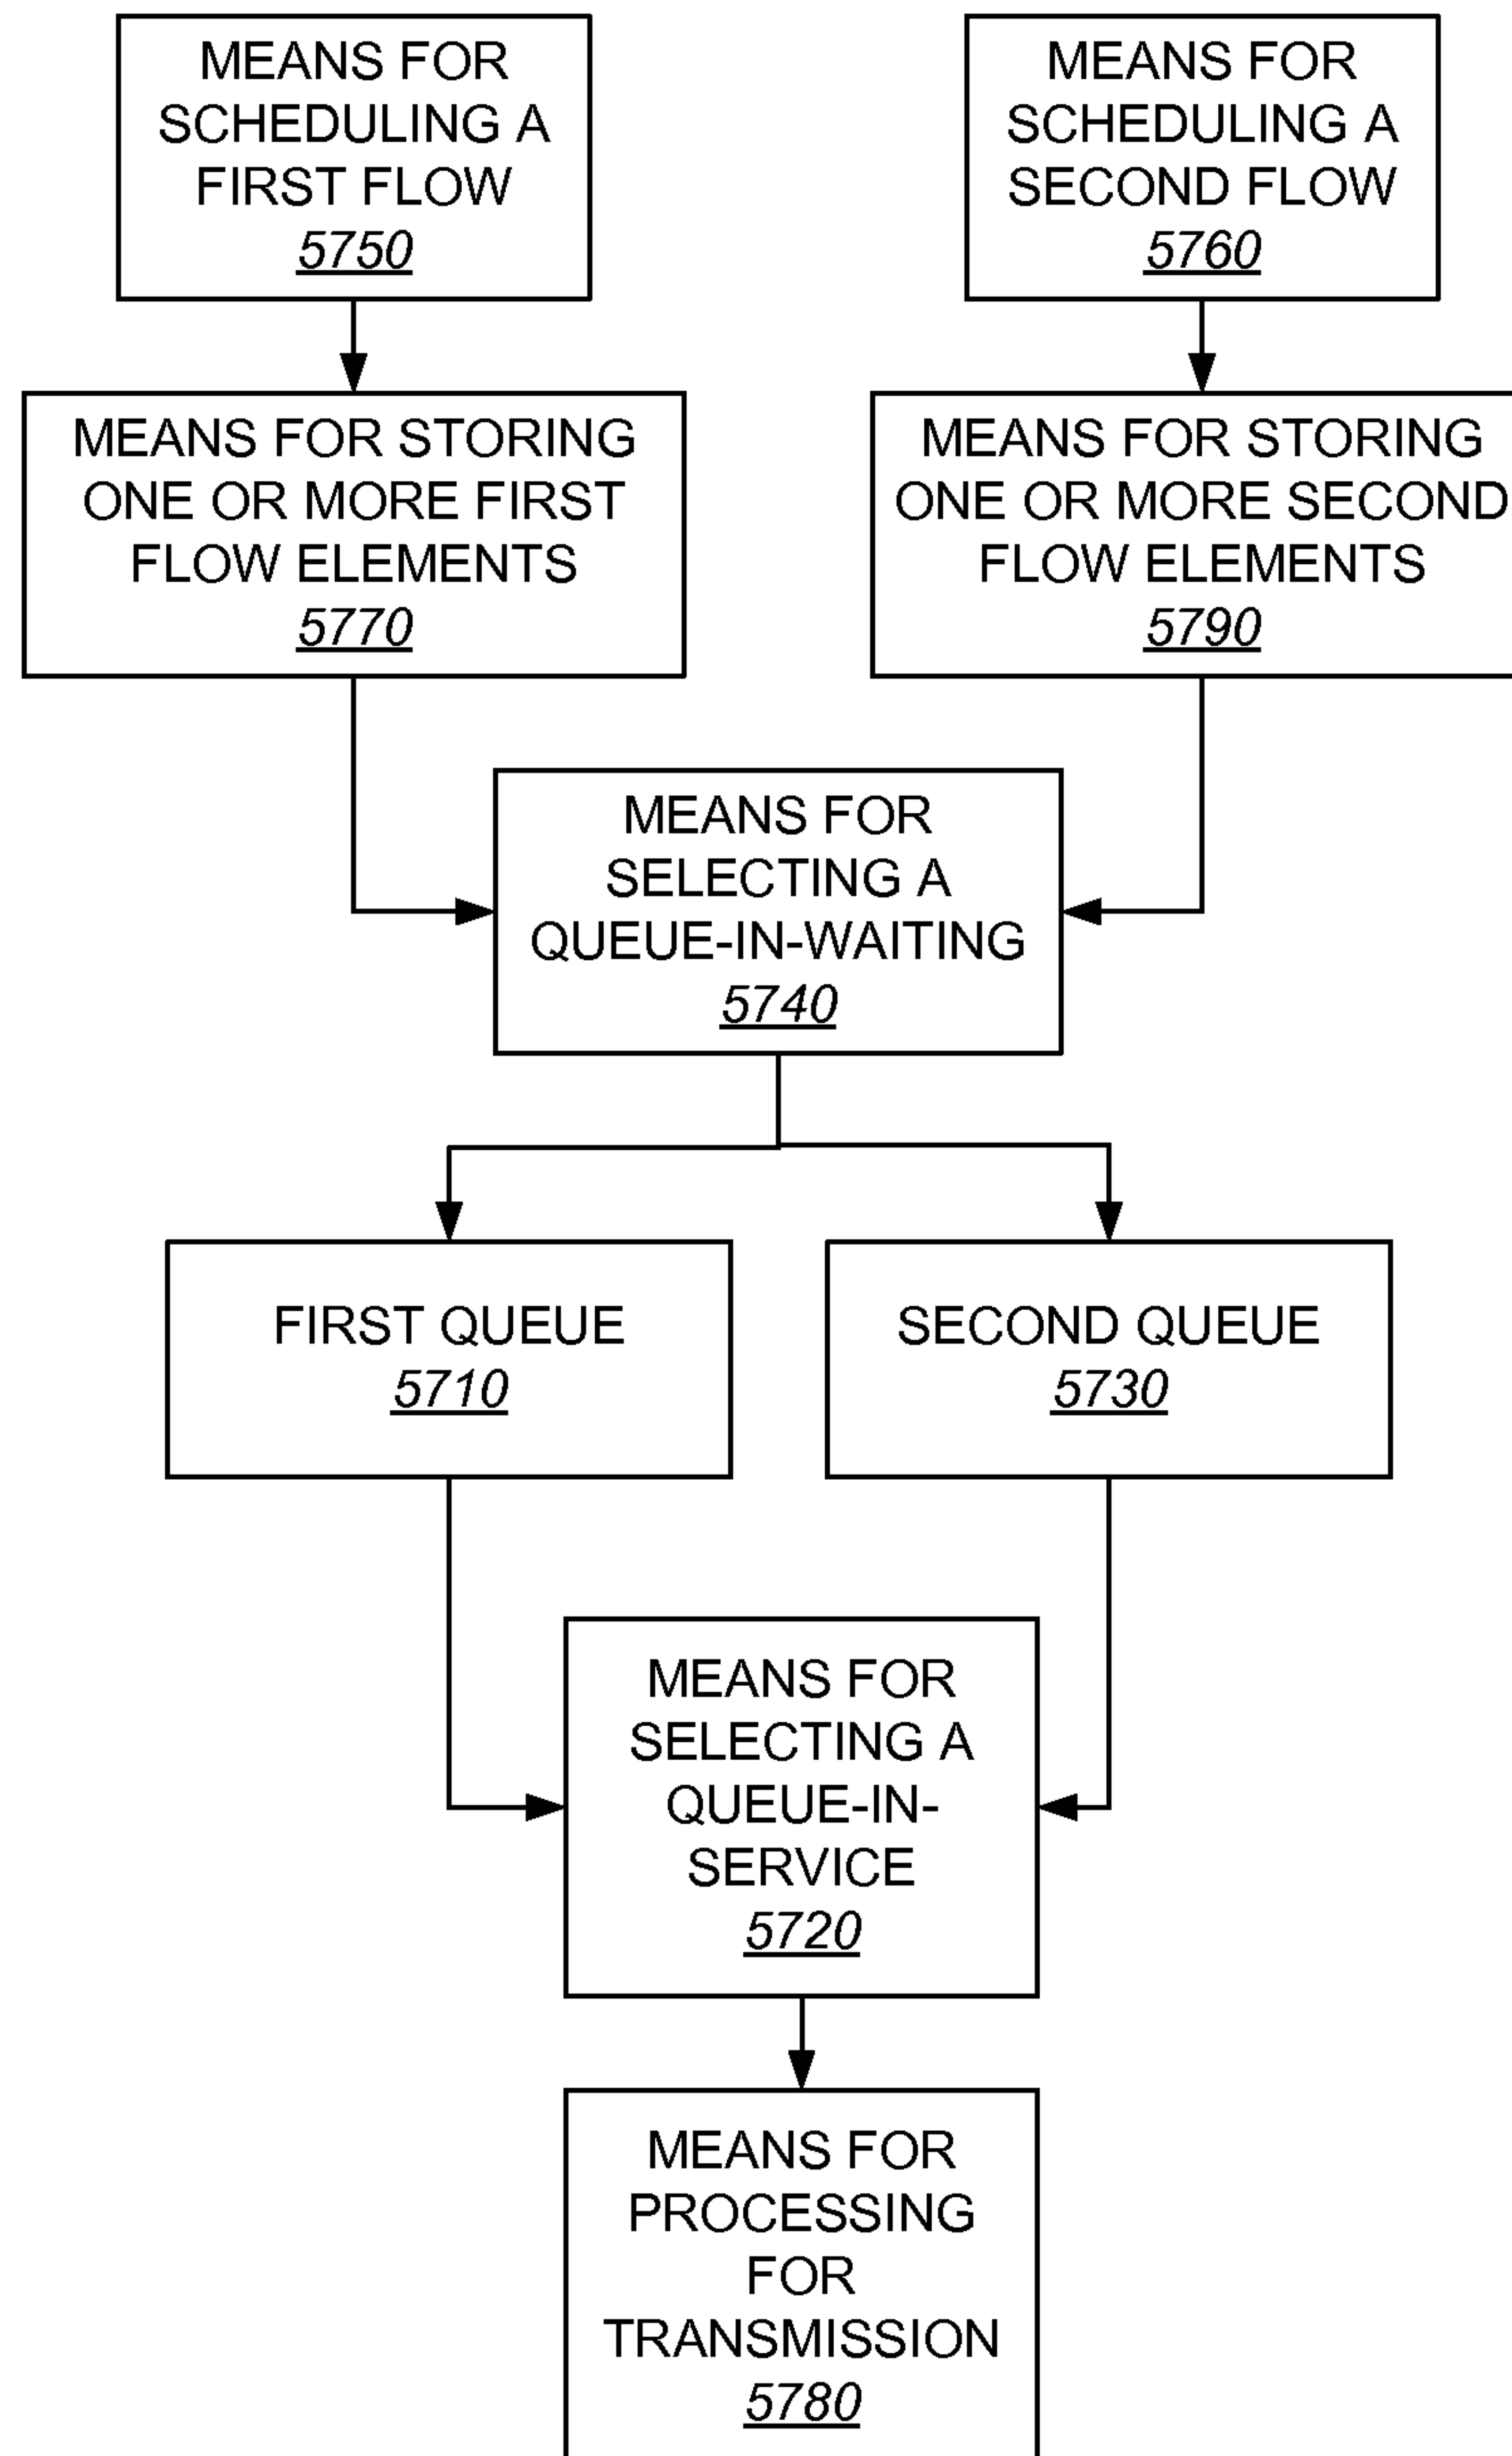 MEANS FOR
SCHEDULING A
FIRST FLOW
5750
MEANS FOR
SCHEDULING A
SECOND FLOW
5760
MEANS FOR STORING
ONE OR MORE FIRST
FLOW ELEMENTS
5770
MEANS FOR STORING
ONE OR MORE SECOND
FLOW ELEMENTS
5790
MEANS FOR
SELECTING A
QUEUE-IN-WAITING
5740
FIRST QUEUE
5710
SECOND QUEUE
5730
MEANS FOR
SELECTING A
QUEUE-IN-
SERVICE
5720
MEANS FOR
PROCESSING
FOR
TRANSMISSION
5780